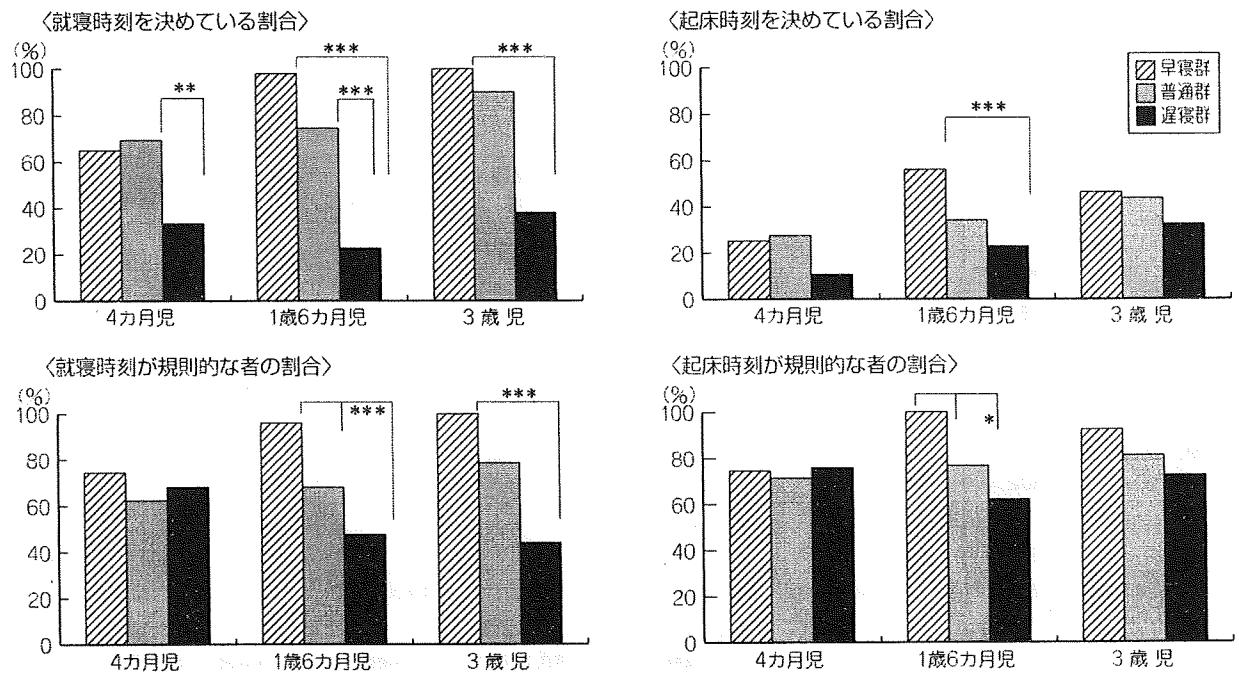 〈就寝時刻を決めている割合〉
(%)
100
80
60
40
20
0
**
***
***
***
4カ月児
1歳6カ月児
3歳児
〈起床時刻を決めている割合〉
(%)
100
80
60
40
20
0
***
早寝群
普通群
遅寝群
4カ月児
1歳6カ月児
3歳児
〈就寝時刻が規則的な者の割合〉
(%)
100
80
60
40
20
0
***
***
4カ月児
1歳6カ月児
3歳児
〈起床時刻が規則的な者の割合〉
(%)
100
80
60
40
20
0
*
4カ月児
1歳6カ月児
3歳児